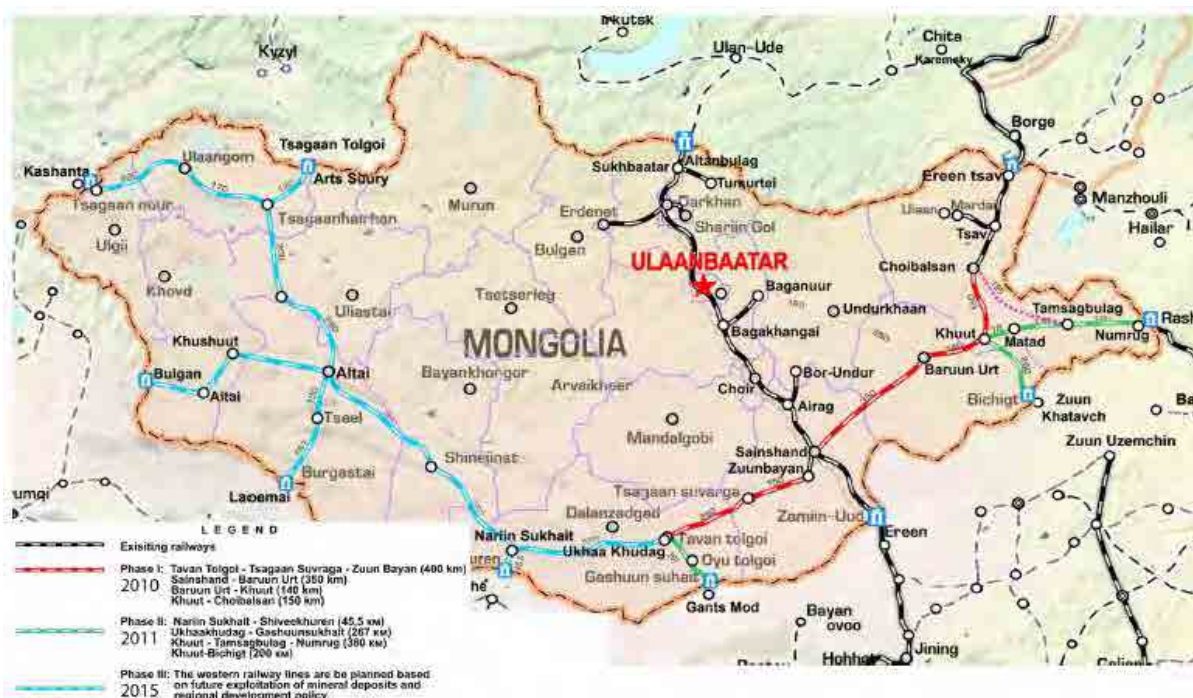 Irkutsk
Kyzyl
Ulan-Ude
Chita
Karemsky
Borge
Tsagaan Tolgoi
Ulaangom
Kashanta
Arts Suury
Tsagaan nuur
Tsagaanhairhan
Ulgii
Khovd
Murun
Sukhbaatar
Altanbulag
Tumurtei
Darkhan
Erdenet
Shariin Gol
Bulgan
Ereen tsav
Mardai
Tsav
Manzhouli
Hailar
Choibalsan
ULAANBAATAR
Baganuur
Uliastai
Tsetserleg
Undurkhaan
Tamsagbulag
MONGOLIA
Bagakhangai
Khuut
Matad
Numrug
Khushuut
Bulgan
Altai
Altai
Bayankhorgor
Arvaikheer
Choir
Bor-Undur
Airag
Baruun Urt
Bichigt
Zuun
Khatavch
Tseel
Mandalgobi
Sainshand
Zuunbayan
Zuun Uzemchin
Shinejinst
Burgastai
Laoemai
Tsagaan suvarga
Dalanzadgad
Zamiin-Uud
Ereen
Nariin Sukhait
Ukhaa Khudag
Tavan tolgoi
Oyu tolgoi
Gashuun suhait
Gants Mod
Bayan
ovoo
Jining
LEGEND
Exisiting railways
Phase I: Tavan Tolgoi - Tsagaan Suvraga - Zuun Bayan (400 km)
2010 Sainshand - Baruun Urt (350 km)
Baruun Urt - Khuut (140 km)
Khuut - Choibalsan (150 km)
Phase II: Nariin Sukhait - Shiveekhuren (45,5 км)
2011 Ukhaakhudag - Gashuunsukhait (267 км)
Khuut - Tamsagbulag - Numrug (380 км)
Khuut-Bichigt (200 км)
Phase III: The western railway lines are be planned based
2015 on future exploitation of mineral deposits and
regional development policy